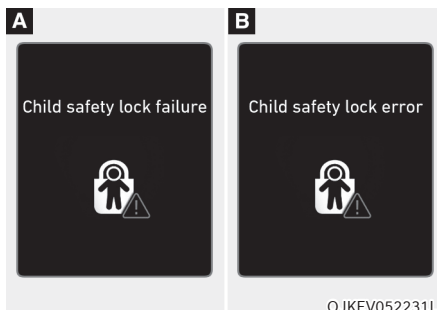 A
B
Child safety lock failure
Child safety lock error
OJKEV052231L